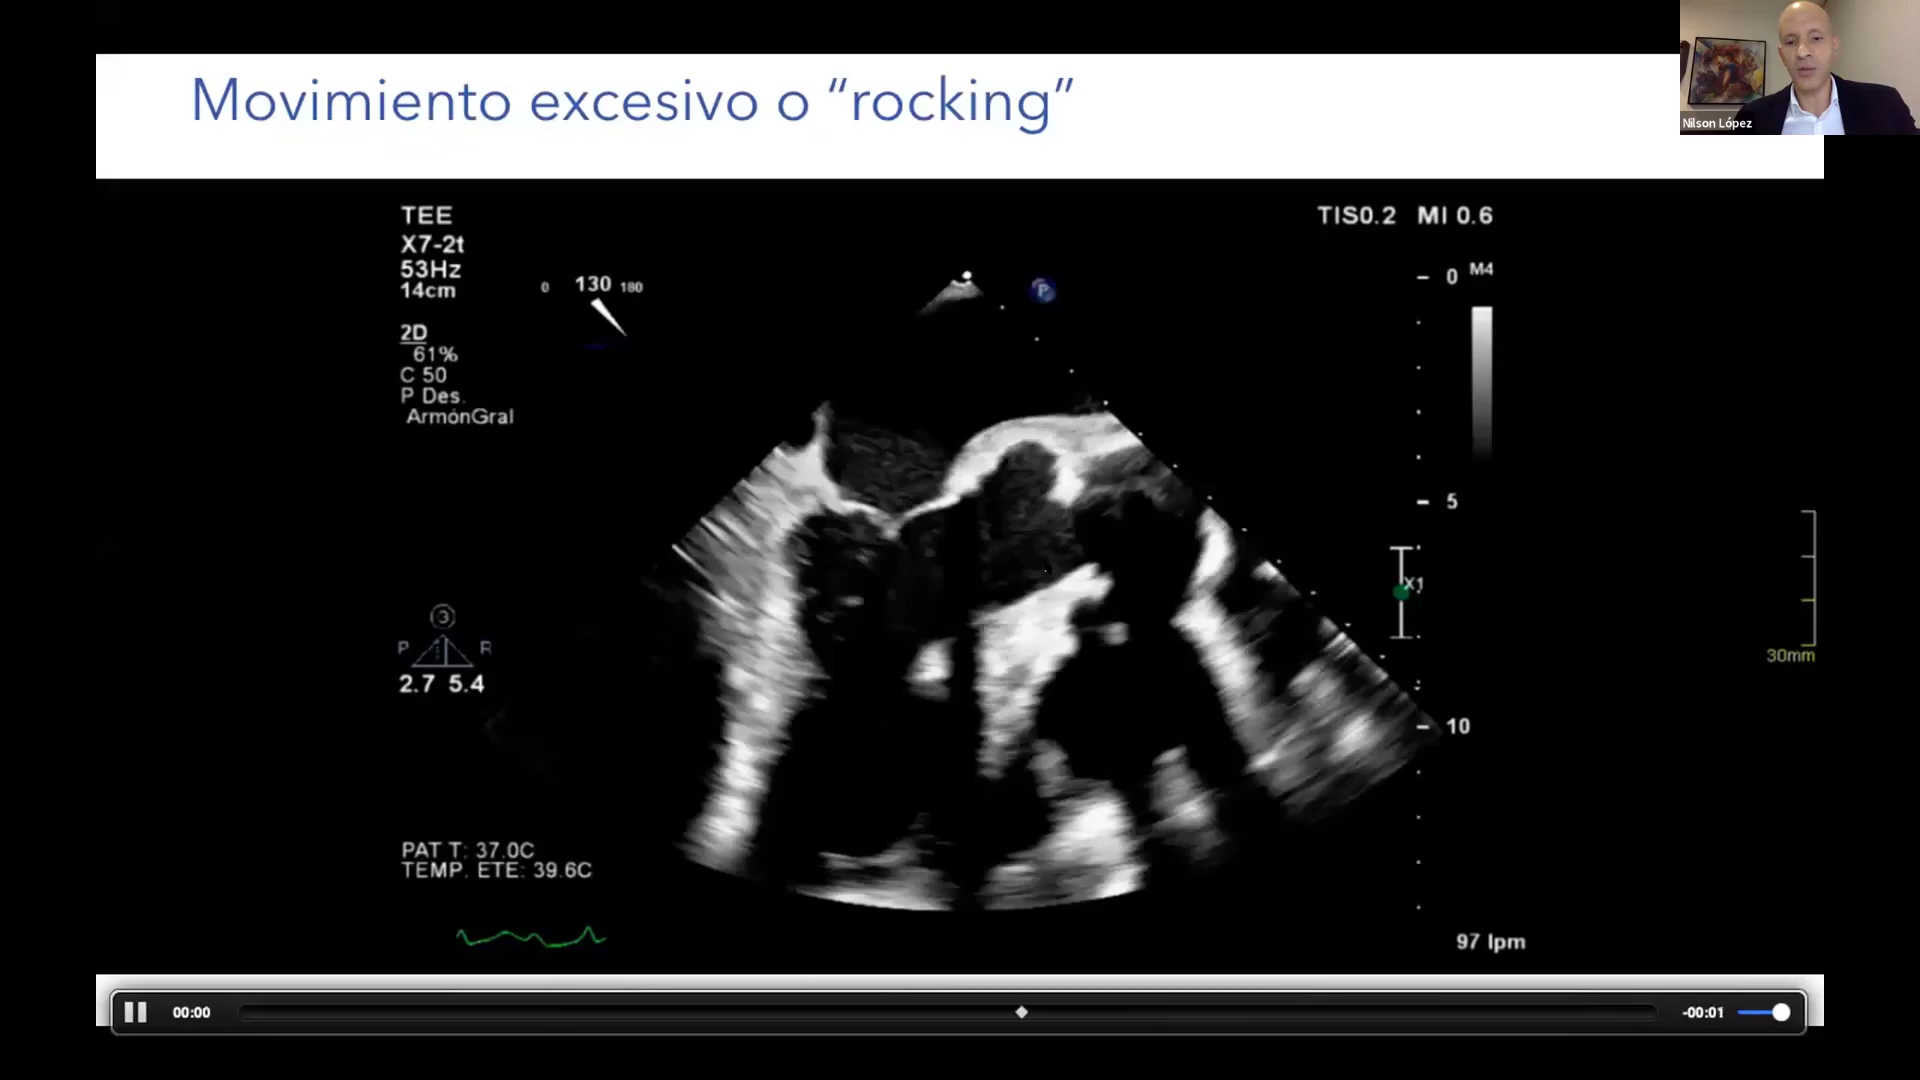 Movimiento excesivo o “rocking”
Nilson López
TEE
X7-2t
53Hz
14cm
2D
61%
C 50
P Des.
ArmónGral
0 130 180
P
TIS0.2 MI 0.6
0 M4
5
X1
10
30mm
3
P R
2.7 5.4
PAT T: 37.0C
TEMP. ETE: 39.6C
97 lpm
00:00
-00:01